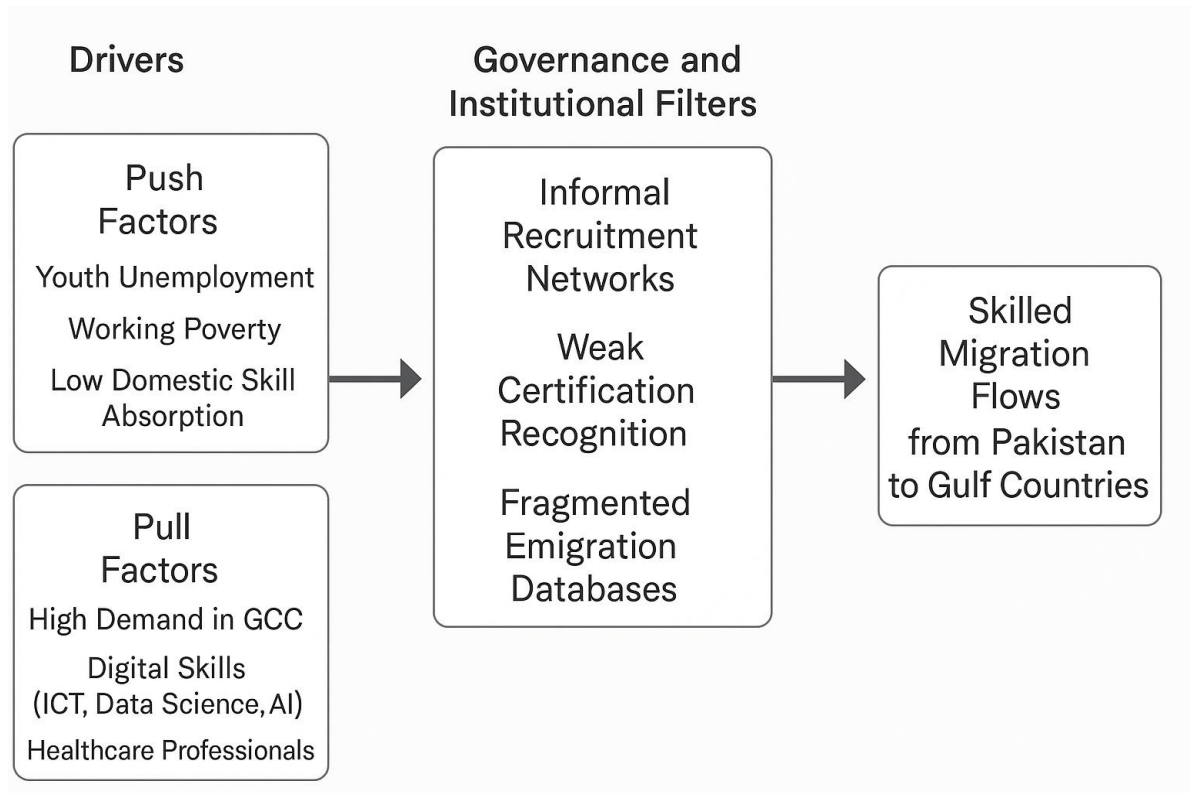 Drivers
Push
Factors
Youth Unemployment
Working Poverty
Low Domestic Skill
Absorption
Pull
Factors
High Demand in GCC
Digital Skills
(ICT, Data Science, AI)
Healthcare Professionals
Governance and
Institutional Filters
Informal
Recruitment
Networks
Weak
Certification
Recognition
Fragmented
Emigration
Databases
Skilled
Migration
Flows
from Pakistan
to Gulf Countries